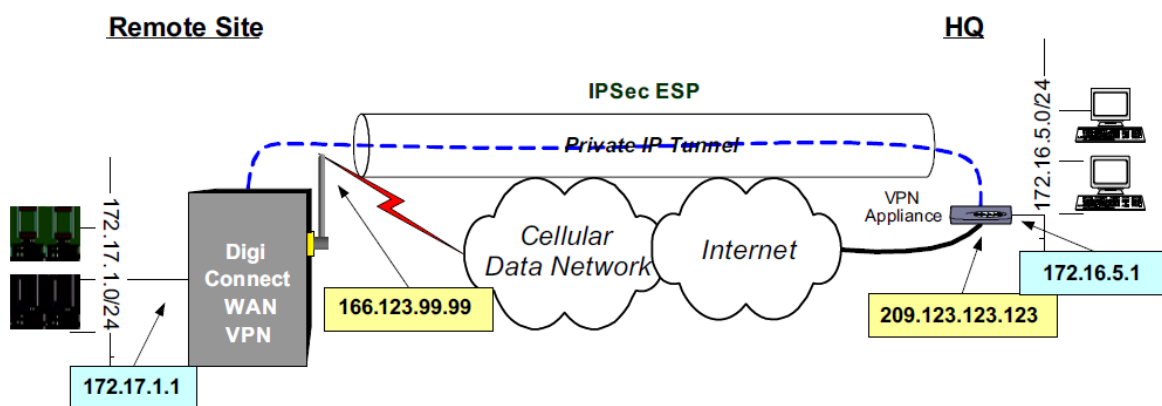 Remote Site
HQ
IPSec ESP
Private IP Tunnel
172.16.5.0/24
172.17.1.0/24
Digi
Connect
WAN
VPN
166.123.99.99
Cellular
Data Network
Internet
VPN
Appliance
172.16.5.1
209.123.123.123
172.17.1.1